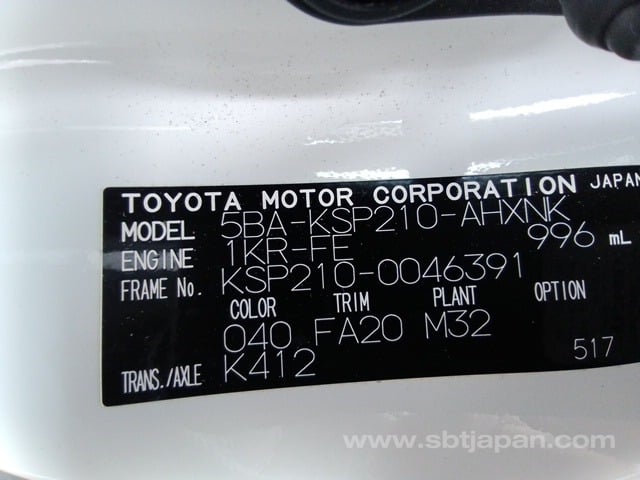 TOYOTA MOTOR CORPORATION JAPAN
MODEL 5BA-KSP210-AHXNK
ENGINE 1KR-FE 996 mL
FRAME No. KSP210-0046391
COLOR TRIM PLANT OPTION
040 FA20 M32
TRANS./AXLE K412 517
www.sbtjapan.com